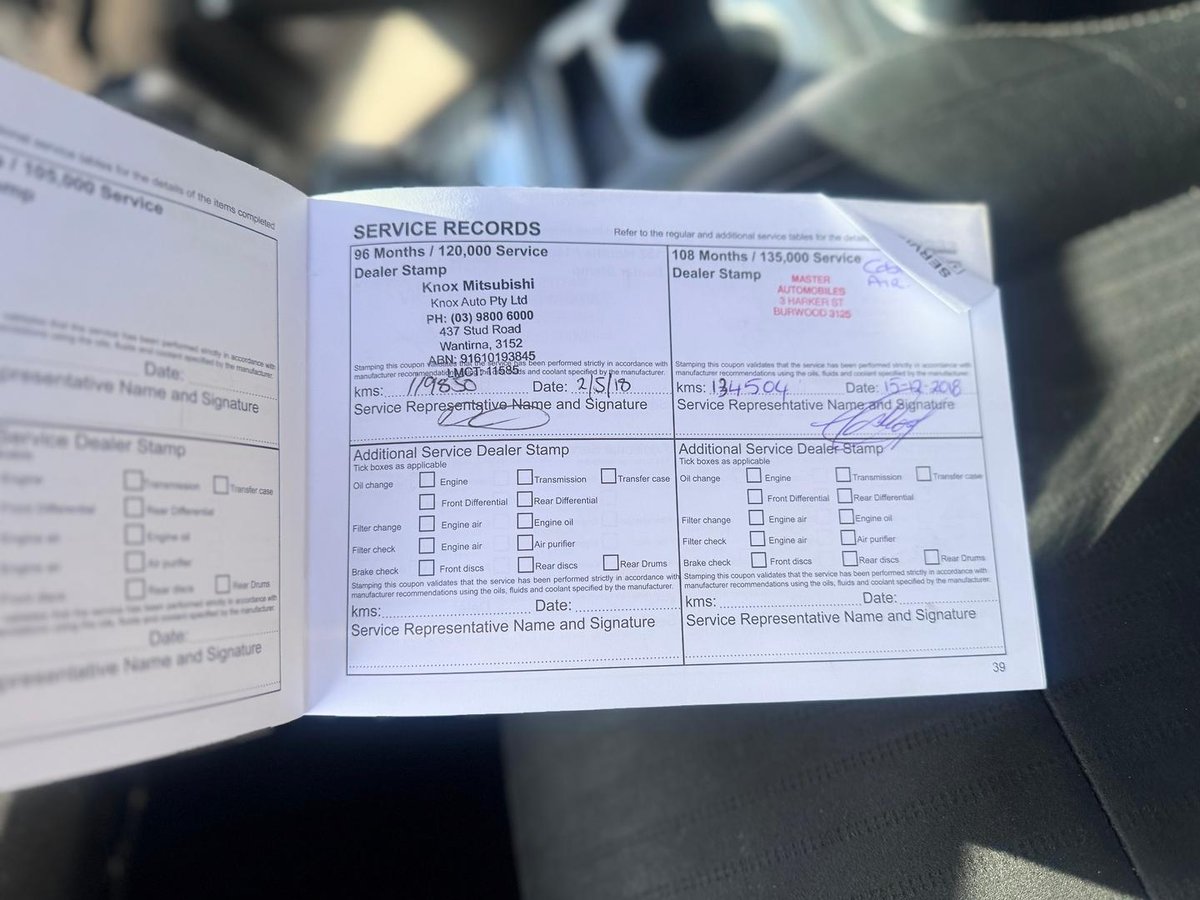 / 105,000 Service
Date:
Representative Name and Signature
Service Dealer Stamp
Transmission
Transfer case
Front Differential
Rear Differential
Engine air
Engine oil
Engine air
Air purifier
Rear discs
Rear Drums
Date:
Representative Name and Signature
SERVICE RECORDS
Refer to the regular and additional service tables for the details
96 Months / 120,000 Service
Dealer Stamp
Knox Mitsubishi
Knox Auto Pty Ltd
PH: (03) 9800 6000
437 Stud Road
Wantirna, 3152
ABN: 91610193845
LMCT: 11585
Stamping this coupon validates that the service has been performed strictly in accordance with
manufacturer recommendations using the oils, fluids and coolant specified by the manufacturer.
kms: 119830 Date: 2/5/18
Service Representative Name and Signature
Additional Service Dealer Stamp
Tick boxes as applicable
Oil change Engine Transmission Transfer case
Front Differential Rear Differential
Filter change Engine air Engine oil
Filter check Engine air Air purifier
Brake check Front discs Rear discs Rear Drums
Stamping this coupon validates that the service has been performed strictly in accordance with
manufacturer recommendations using the oils, fluids and coolant specified by the manufacturer.
kms: Date:
Service Representative Name and Signature
108 Months / 135,000 Service
Dealer Stamp
MASTER
AUTOMOBILES
3 HARKER ST
BURWOOD 3125
Stamping this coupon validates that the service has been performed strictly in accordance with
manufacturer recommendations using the oils, fluids and coolant specified by the manufacturer.
kms: 134504 Date: 15-12-2018
Service Representative Name and Signature
Additional Service Dealer Stamp
Tick boxes as applicable
Oil change Engine Transmission Transfer case
Front Differential Rear Differential
Filter change Engine air Engine oil
Filter check Engine air Air purifier
Brake check Front discs Rear discs Rear Drums
Stamping this coupon validates that the service has been performed strictly in accordance with
manufacturer recommendations using the oils, fluids and coolant specified by the manufacturer.
kms: Date:
Service Representative Name and Signature
39